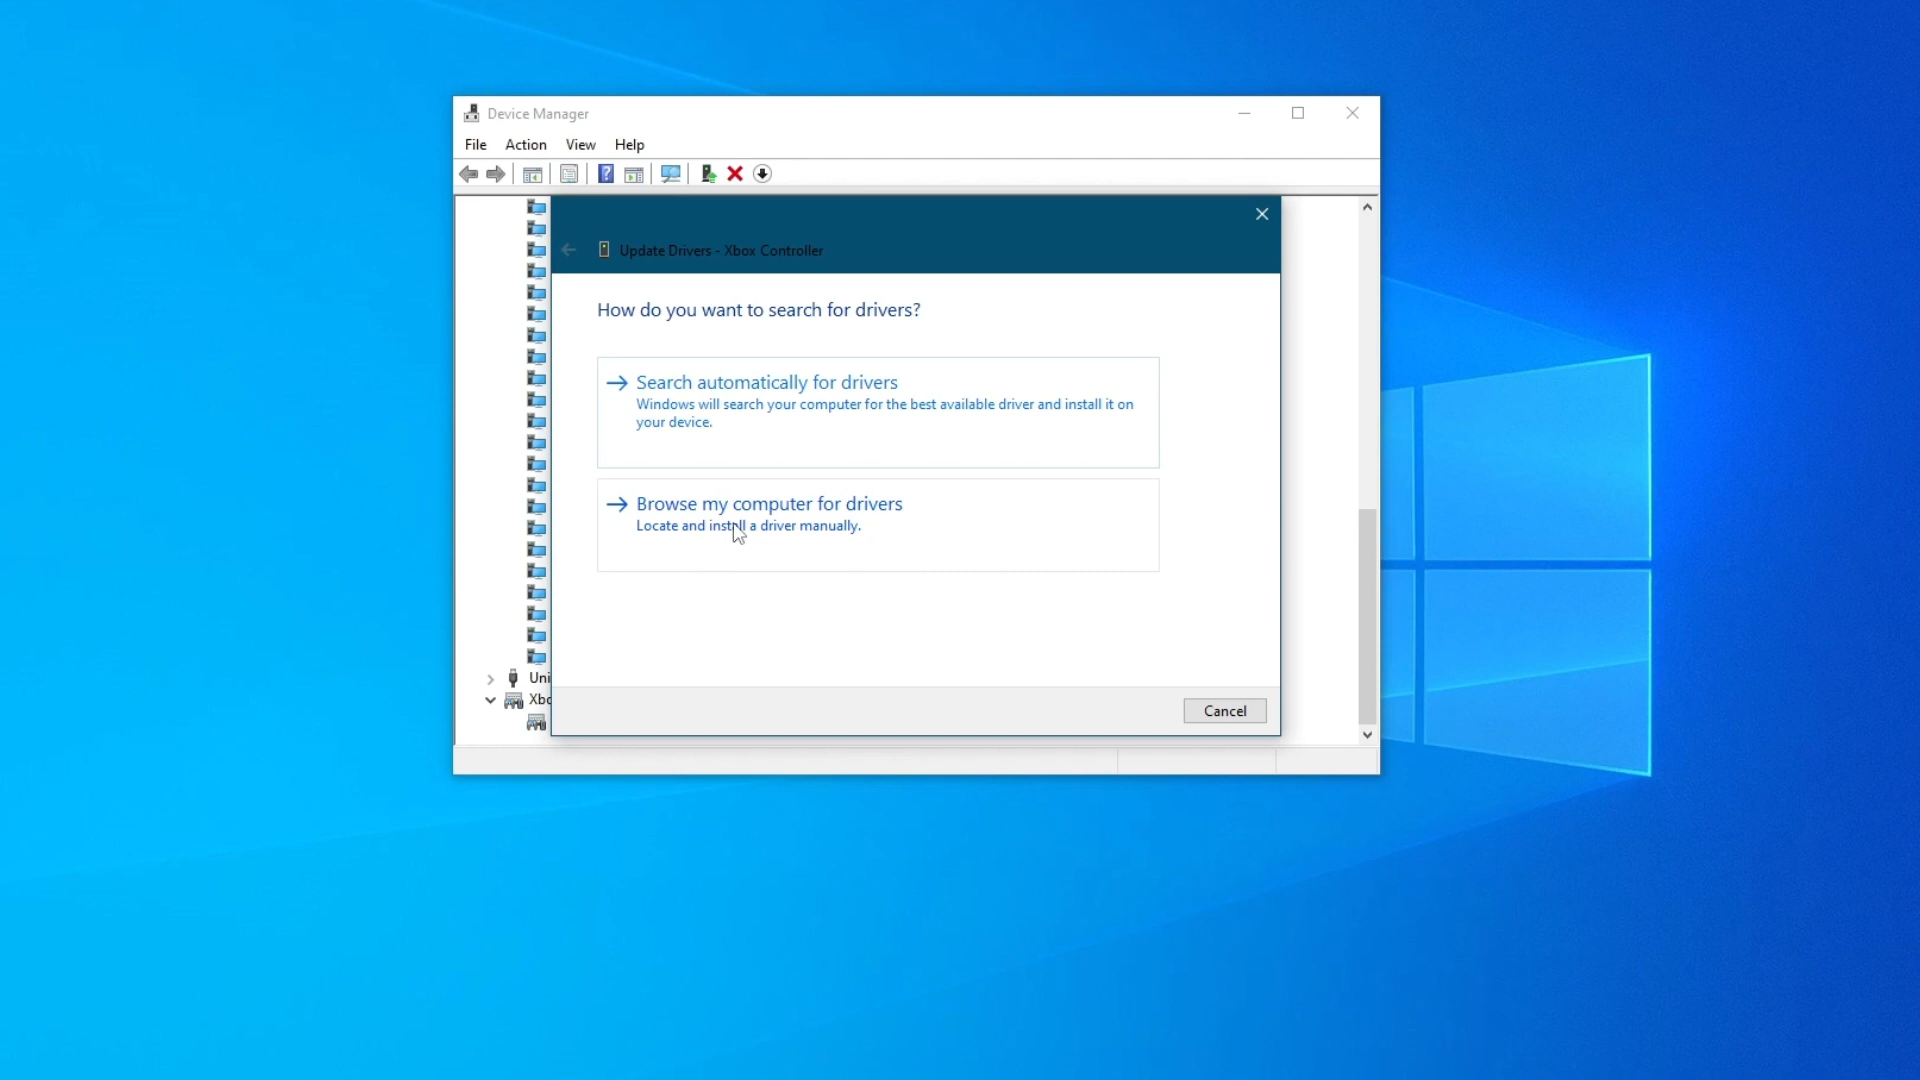 Device Manager
File Action View Help
Update Drivers - Xbox Controller
How do you want to search for drivers?
Search automatically for drivers
Windows will search your computer for the best available driver and install it on
your device.
Browse my computer for drivers
Locate and install a driver manually.
Uni
Xbo
Cancel